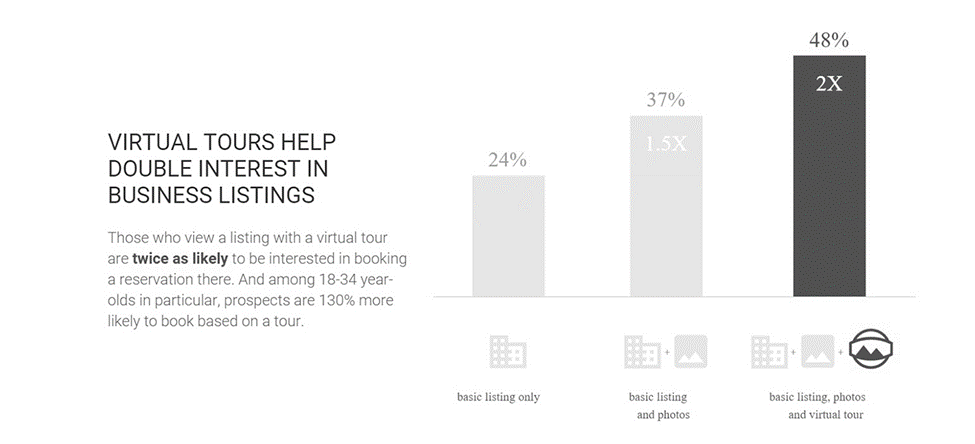 VIRTUAL TOURS HELP
DOUBLE INTEREST IN
BUSINESS LISTINGS
Those who view a listing with a virtual tour
are twice as likely to be interested in booking
a reservation there. And among 18-34 year-
olds in particular, prospects are 130% more
likely to book based on a tour.
24%
37%
1.5X
48%
2X
+
+ +
basic listing only
basic listing
and photos
basic listing, photos
and virtual tour